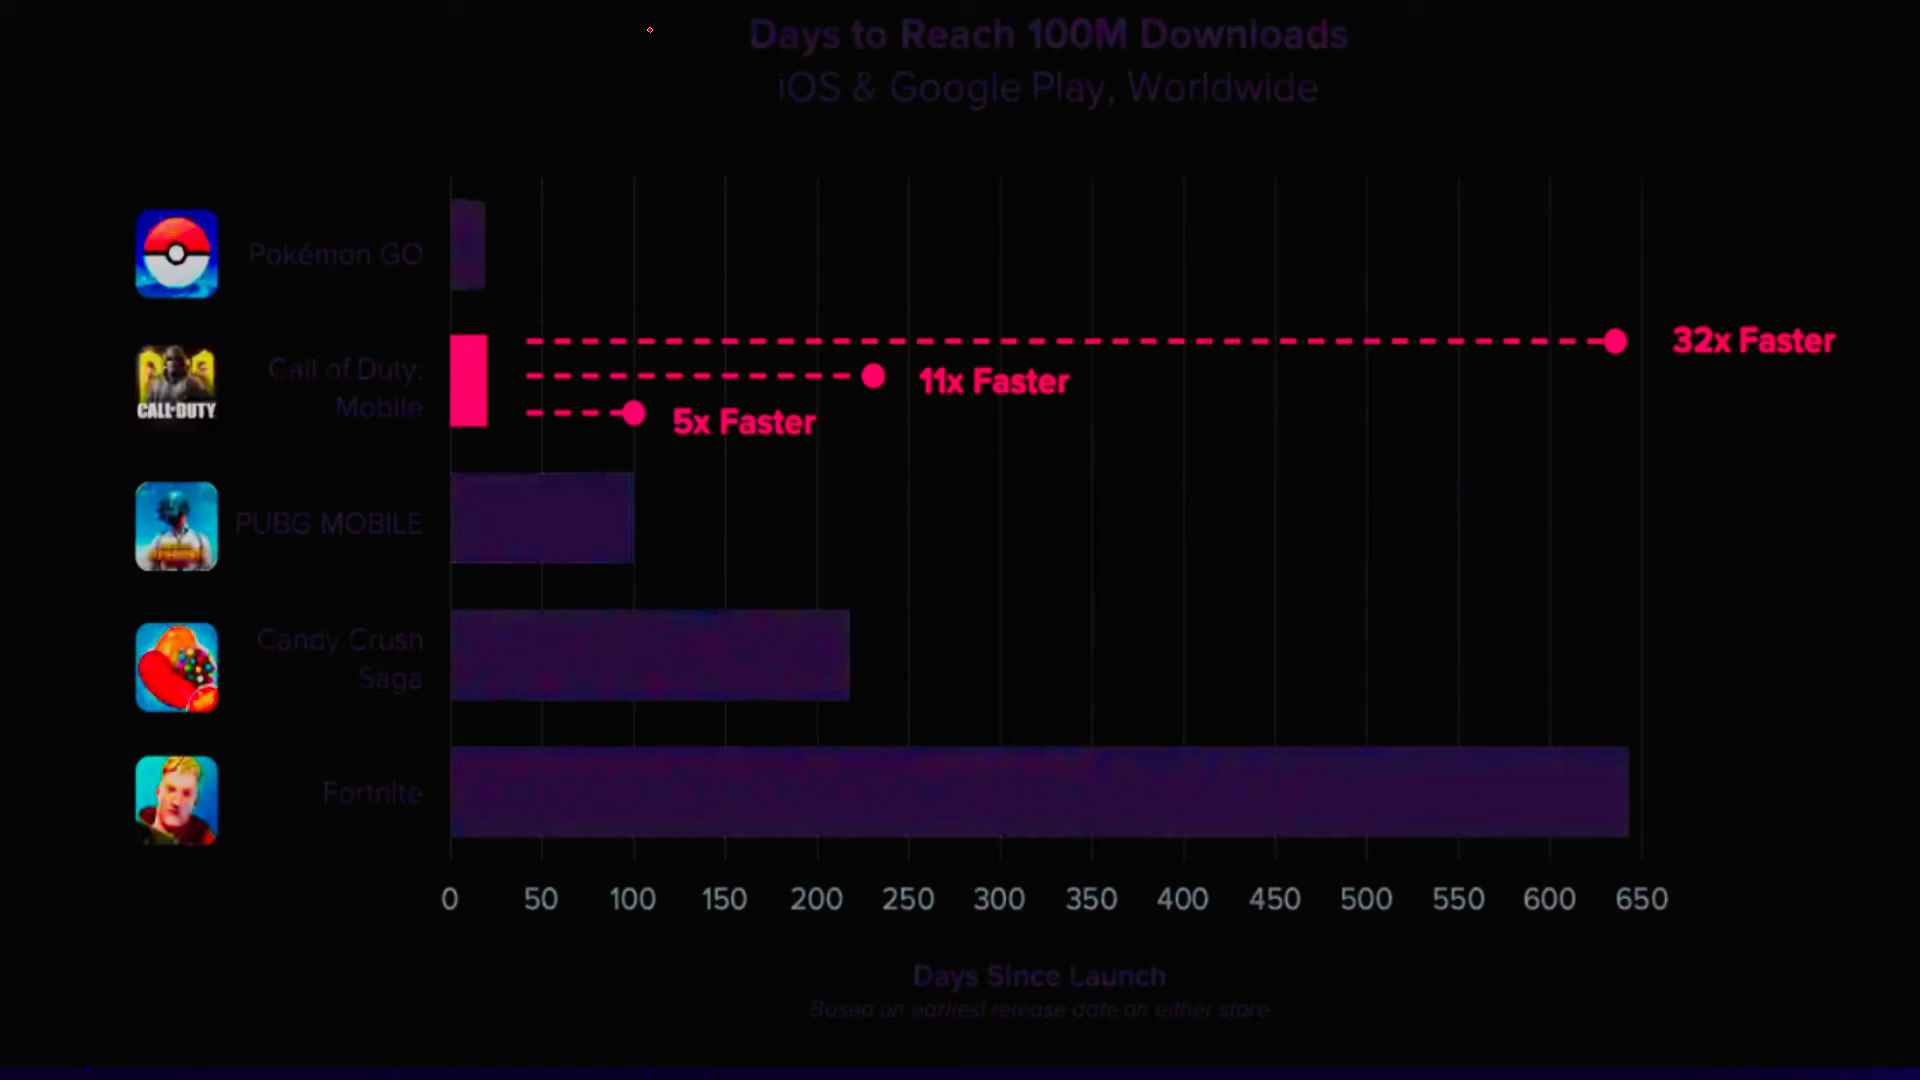 Days to Reach 100M Downloads
iOS & Google Play, Worldwide
Pokémon GO
32x Faster
Call of Duty:
Mobile
11x Faster
5x Faster
CALL OF DUTY
PUBG MOBILE
Candy Crush
Saga
Fortnite
0 50 100 150 200 250 300 350 400 450 500 550 600 650
Days Since Launch
Based on earliest release date on either store